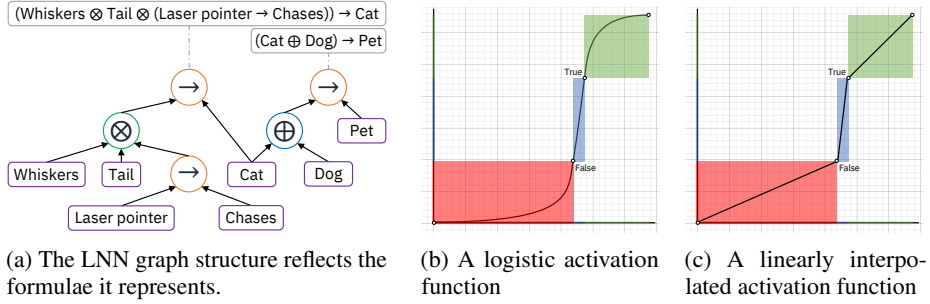 (Whiskers ⊗ Tail ⊗ (Laser pointer → Chases)) → Cat
(Cat ⊕ Dog) → Pet
→
→
⊗
⊕
Pet
Whiskers
Tail
→
Cat
Dog
Laser pointer
Chases
True
False
True
False
(a) The LNN graph structure reflects the
formulae it represents.
(b) A logistic activation
function
(c) A linearly interpo-
lated activation function